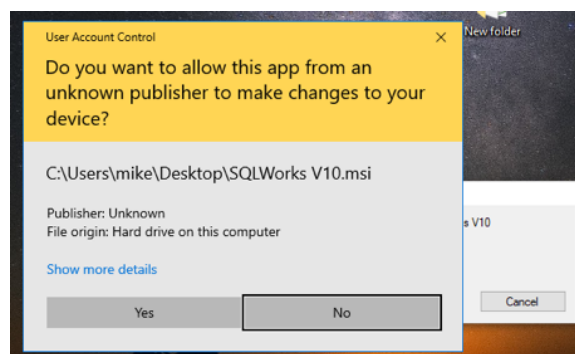 User Account Control
New folder
Do you want to allow this app from an
unknown publisher to make changes to your
device?
C:\Users\mike\Desktop\SQLWorks V10.msi
Publisher: Unknown
File origin: Hard drive on this computer
s V10
Show more details
Cancel
Yes
No